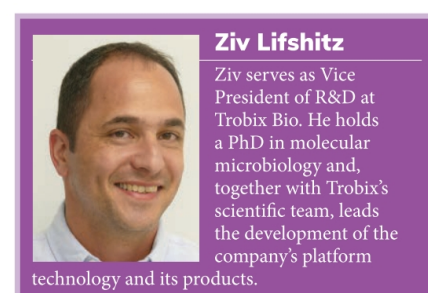 Ziv Lifshitz
Ziv serves as Vice
President of R&D at
Trobix Bio. He holds
a PhD in molecular
microbiology and,
together with Trobix’s
scientific team, leads
the development of the
company’s platform
technology and its products.